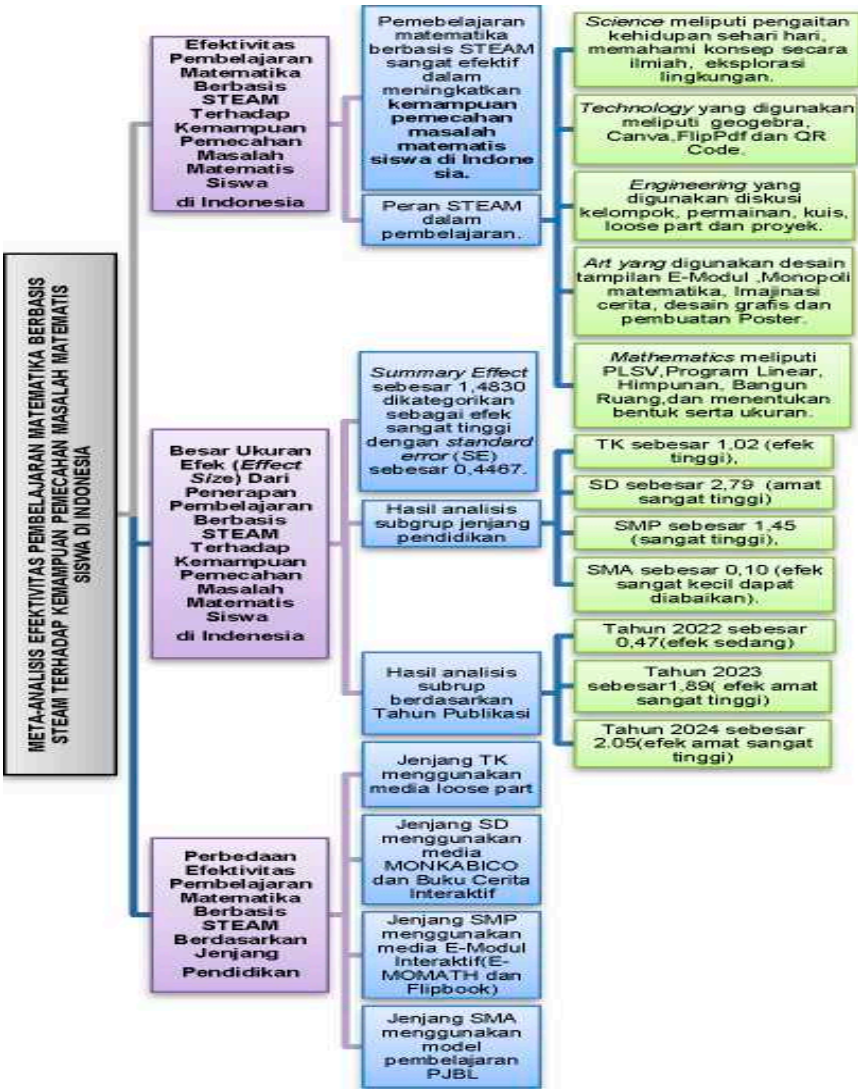 META-ANALISIS EFEKTIVITAS PEMBELAJARAN MATEMATIKA BERBASIS
STEAM TERHADAP KEMAMPUAN PEMECAHAN MASALAH MATEMATIS
SISWA DI INDONESIA
Efektivitas
Pembelajaran
Matematika
Berbasis
STEAM
Terhadap
Kemampuan
Pemecahan
Masalah
Matematis
Siswa
di Indonesia
Pemebelajaran
matematika
berbasis STEAM
sangat efektif
dalam
meningkatkan
kemampuan
pemecahan
masalah
matematis
siswa di Indone
sia.
Peran STEAM
dalam
pembelajaran.
Science meliputi pengaitan
kehidupan sehari hari,
memahami konsep secara
ilmiah, eksplorasi
lingkungan.
Technology yang digunakan
meliputi geogebra,
Canva,FlipPdf dan QR
Code.
Engineering yang
digunakan diskusi
kelompok, permainan, kuis,
loose part dan proyek.
Art yang digunakan desain
tampilan E-Modul ,Monopoli
matematika, Imajinasi
cerita, desain grafis dan
pembuatan Poster.
Mathematics meliputi
PLSV,Program Linear,
Himpunan, Bangun
Ruang,dan menentukan
bentuk serta ukuran.
Besar Ukuran
Efek (Effect
Size) Dari
Penerapan
Pembelajaran
Berbasis
STEAM
Terhadap
Kemampuan
Pemecahan
Masalah
Matematis
Siswa
di Indenesia
Summary Effect
sebesar 1,4830
dikategorikan
sebagai efek
sangat tinggi
dengan standard
error (SE)
sebesar 0,4467.
Hasil analisis
subgrup jenjang
pendidikan
TK sebesar 1,02 (efek
tinggi),
SD sebesar 2,79 (amat
sangat tinggi)
SMP sebesar 1,45
(sangat tinggi),
SMA sebesar 0,10 (efek
sangat kecil dapat
diabaikan).
Hasil analisis
subrup berdasarkan
Tahun Publikasi
Tahun 2022 sebesar
0,47(efek sedang)
Tahun 2023
sebesar1,89( efek amat
sangat tinggi)
Tahun 2024 sebesar
2.05(efek amat sangat
tinggi)
Perbedaan
Efektivitas
Pembelajaran
Matematika
Berbasis
STEAM
Berdasarkan
Jenjang
Pendidikan
Jenjang TK
menggunakan
media loose part
Jenjang SD
menggunakan
media
MONKABICO
dan Buku Cerita
Interaktif
Jenjang SMP
menggunakan
media E-Modul
Interaktif(E-
MOMATH dan
Flipbook)
Jenjang SMA
menggunakan
model
pembelajaran
PJBL